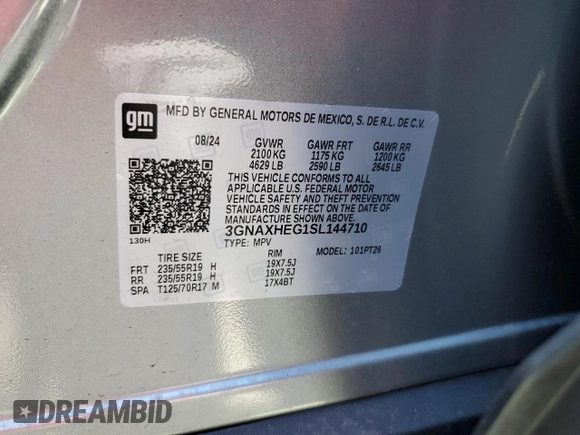 gm
MFD BY GENERAL MOTORS DE MEXICO, S. DE R.L. DE C.V.
08/24 GVWR GAWR FRT GAWR RR
2100 KG 1175 KG 1200 KG
4629 LB 2590 LB 2645 LB
THIS VEHICLE CONFORMS TO ALL
APPLICABLE U.S. FEDERAL MOTOR
VEHICLE SAFETY AND THEFT PREVENTION
STANDARDS IN EFFECT ON THE DATE OF
MANUFACTURE SHOWN ABOVE.
3GNAXHEG1SL144710
130H TYPE: MPV MODEL: 101PT26
TIRE SIZE RIM
FRT 235/55R19 H 19X7.5J
RR 235/55R19 H 19X7.5J
SPA T125/70R17 M 17X4BT
DREAMBID